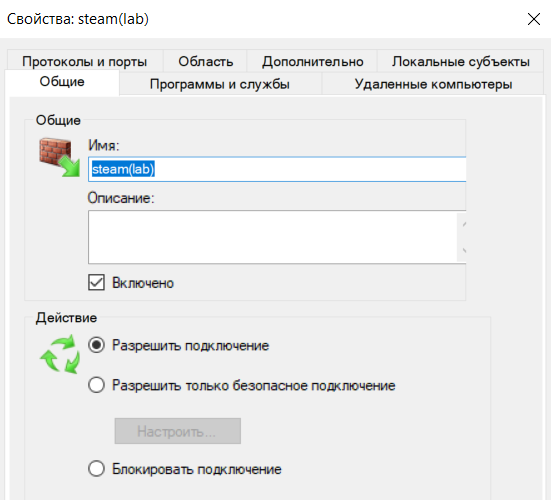 Свойства: steam(lab)
Протоколы и порты Область Дополнительно Локальные субъекты
Общие Программы и службы Удаленные компьютеры
Общие
Имя:
steam(lab)
Описание:
Включено
Действие
Разрешить подключение
Разрешить только безопасное подключение
Настроить...
Блокировать подключение